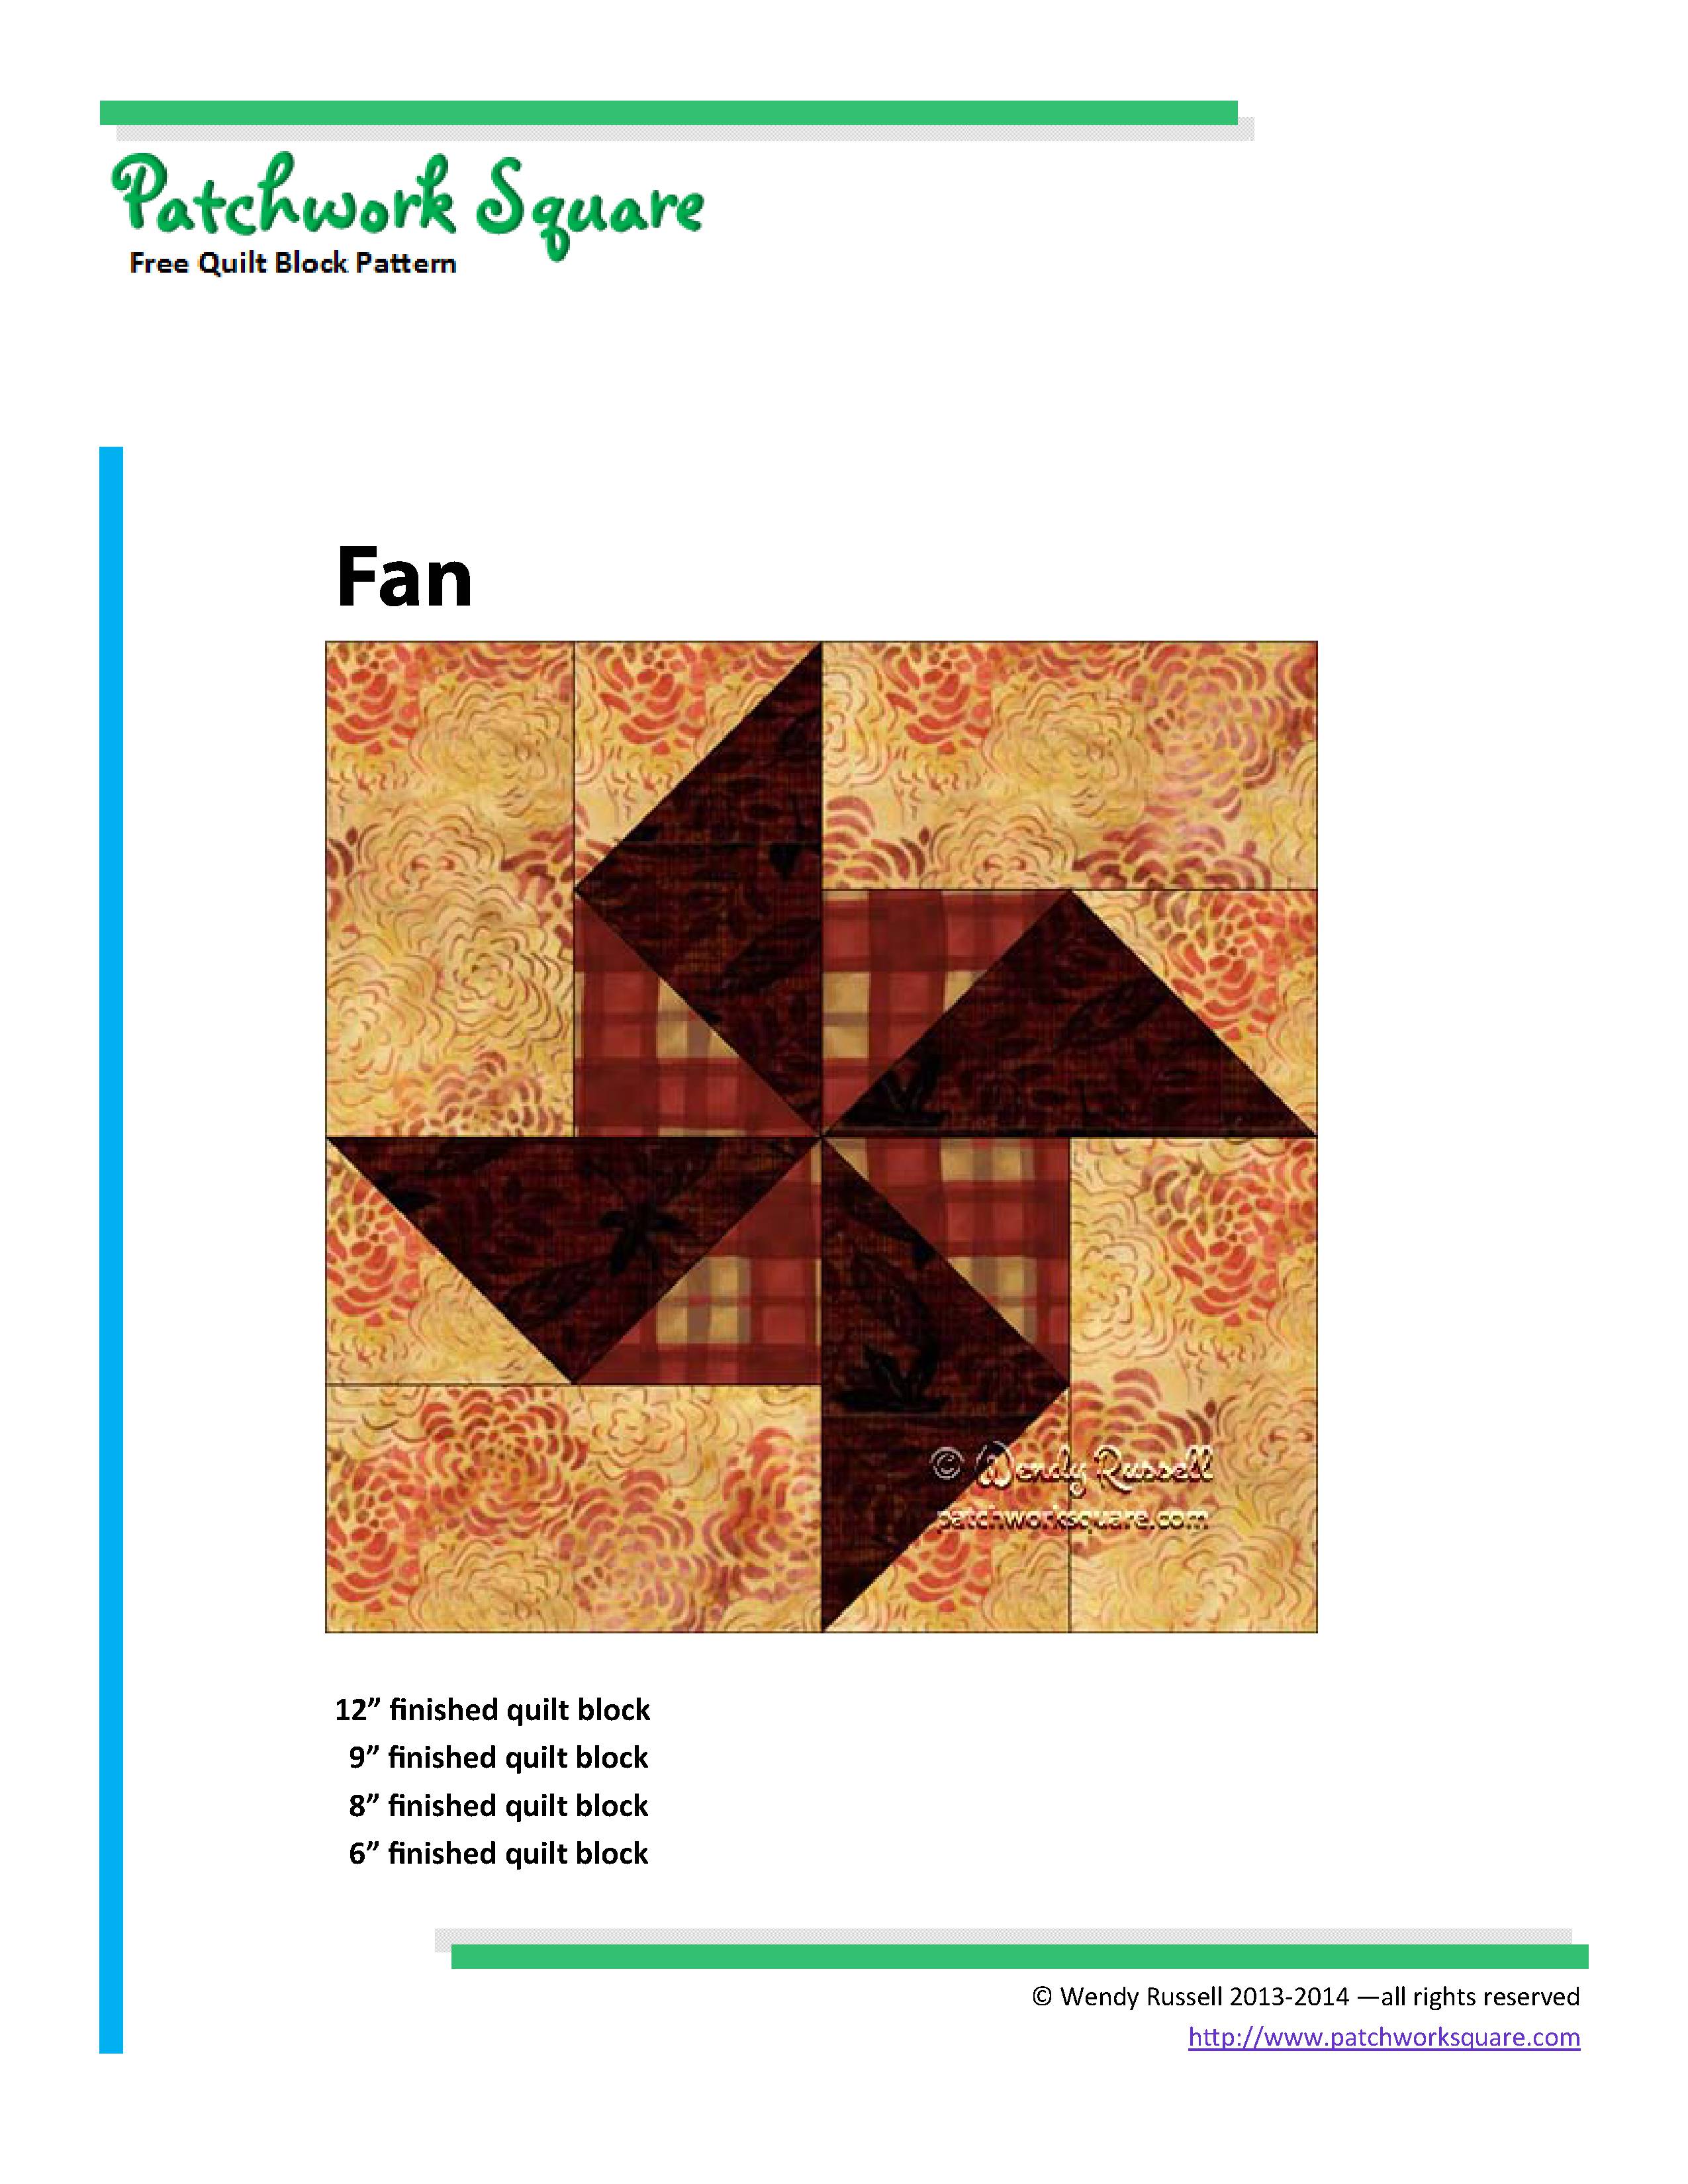 Patchwork Square
Free Quilt Block Pattern
Fan
© Wendy Russell
patchworksquare.com
12” finished quilt block
9” finished quilt block
8” finished quilt block
6” finished quilt block
© Wendy Russell 2013-2014 —all rights reserved
http://www.patchworksquare.com